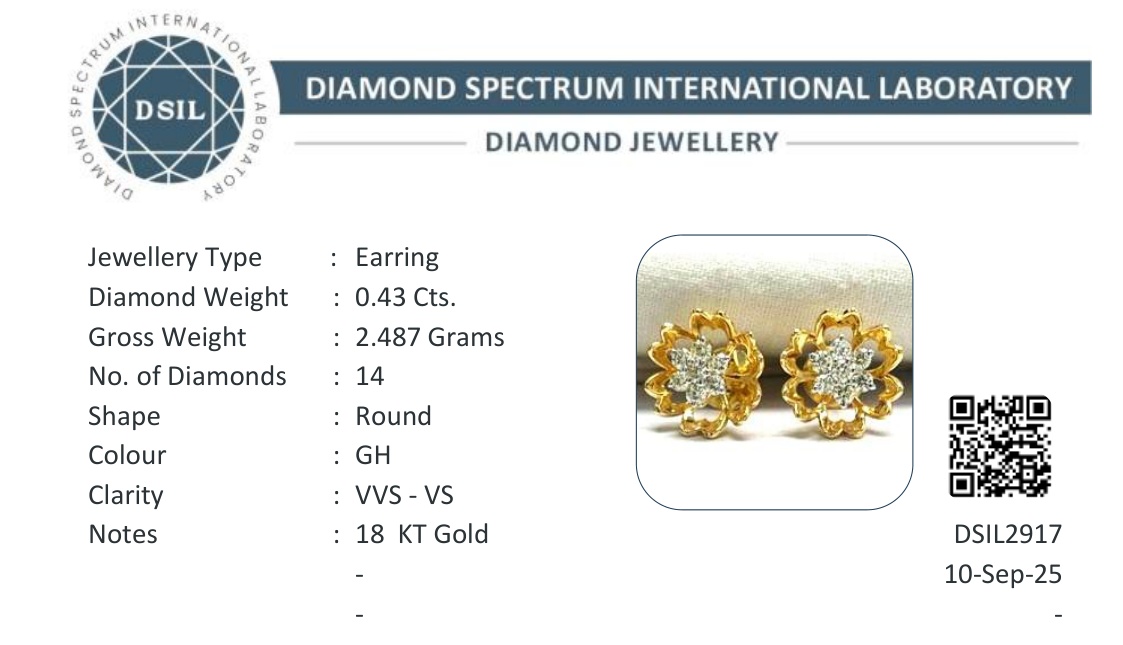 DIAMOND SPECTRUM INTERNATIONAL LABORATORY
DSIL
DIAMOND SPECTRUM INTERNATIONAL LABORATORY
DIAMOND JEWELLERY
Jewellery Type : Earring
Diamond Weight : 0.43 Cts.
Gross Weight : 2.487 Grams
No. of Diamonds : 14
Shape : Round
Colour : GH
Clarity : VVS - VS
Notes : 18 KT Gold
DSIL2917
-
10-Sep-25
-
-